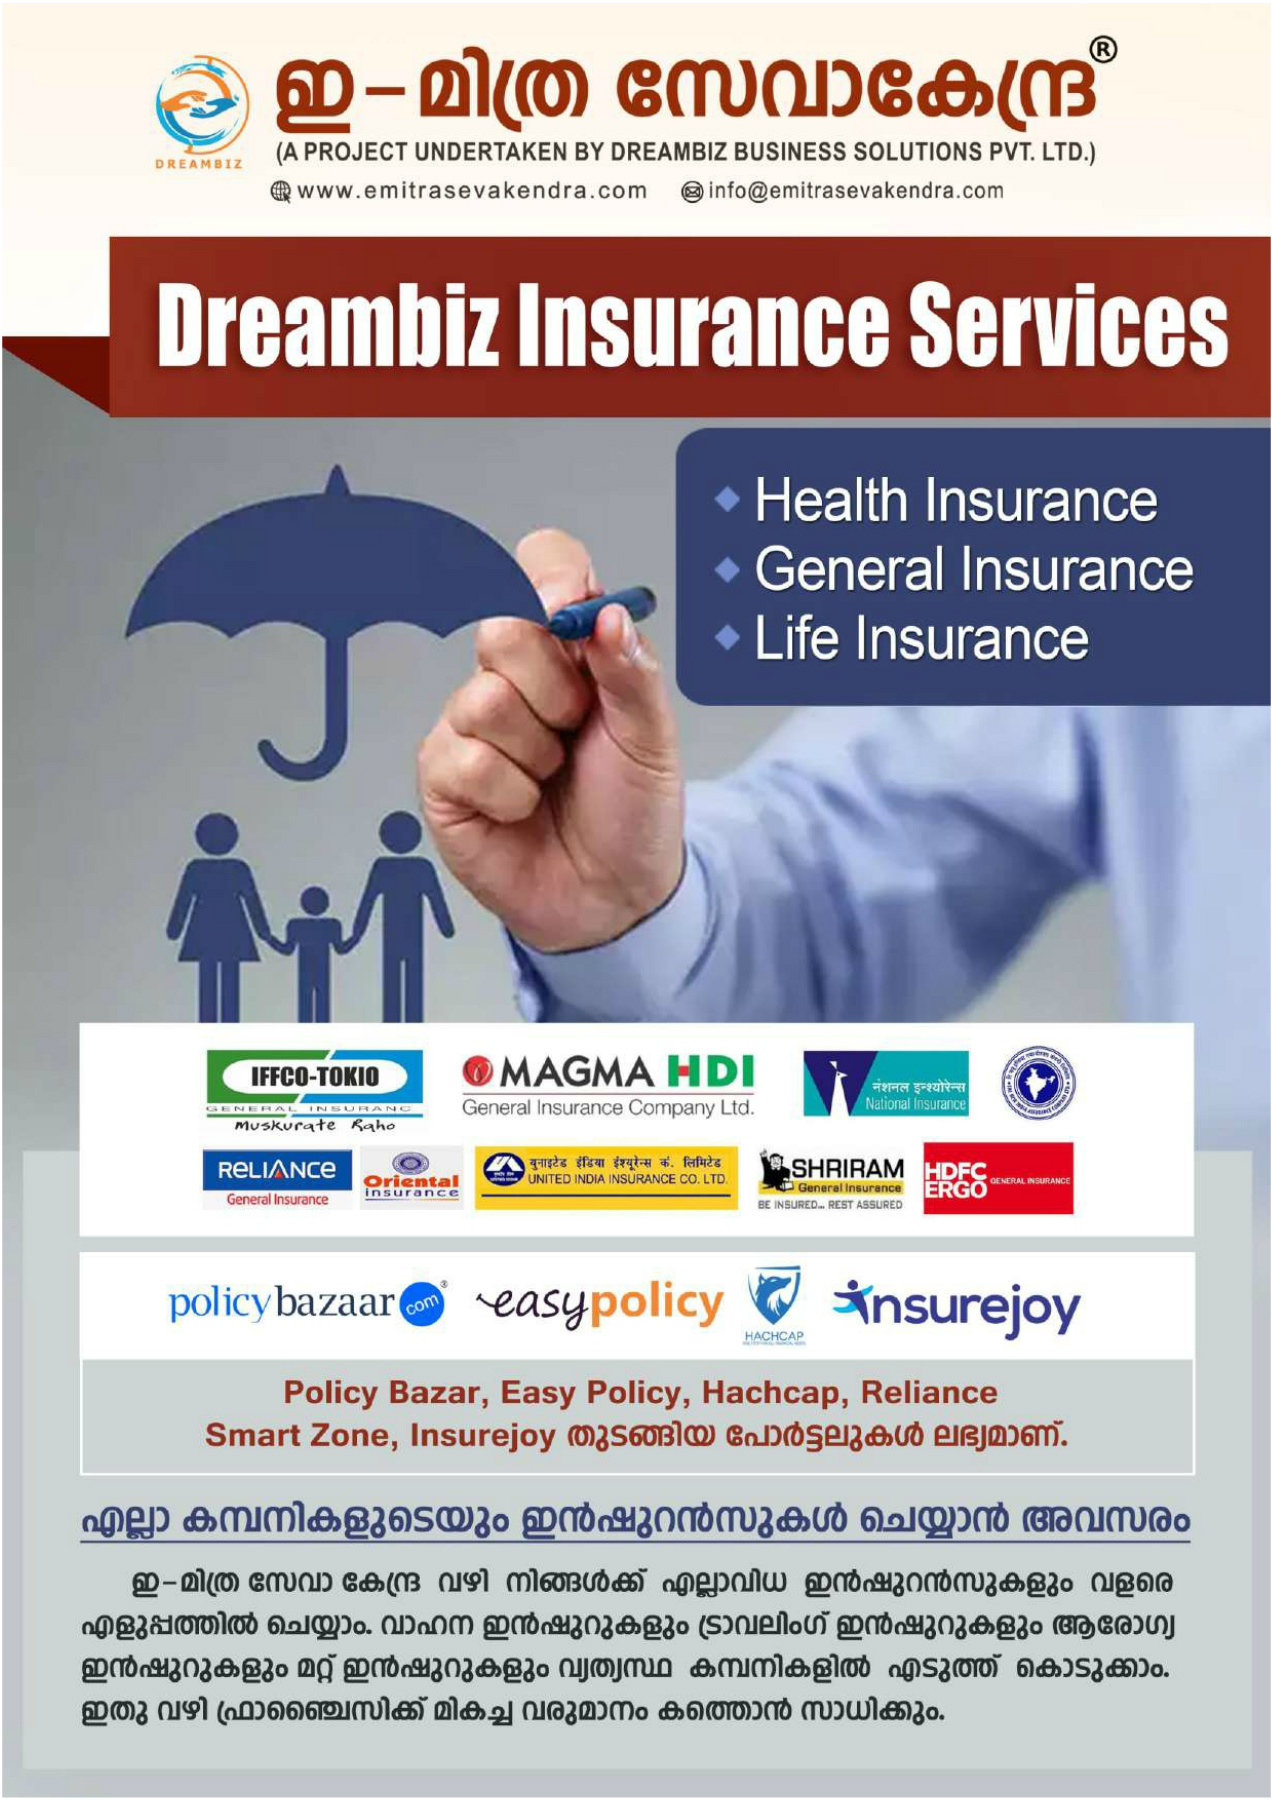 ഇ-മിത്ര സേവാകേന്ദ്ര®
DREAMBIZ
(A PROJECT UNDERTAKEN BY DREAMBIZ BUSINESS SOLUTIONS PVT. LTD.)
www.emitrasevakendra.com info@emitrasevakendra.com
Dreambiz Insurance Services
Health Insurance
General Insurance
Life Insurance
IFFCO-TOKIO
GENERAL INSURANC
Muskurate Raho
MAGMA HDI
General Insurance Company Ltd.
नेशनल इन्श्योरेन्स
National Insurance
RELIANCE
General Insurance
Oriental
insurance
युनाइटेड इंडिया इंश्युरेन्स कं. लिमिटेड
UNITED INDIA INSURANCE CO. LTD.
SHRIRAM
General Insurance
BE INSURED... REST ASSURED
HDFC
ERGO
GENERAL INSURANCE
policybazaar.com®
easypolicy
HACHCAP
insurejoy
Policy Bazar, Easy Policy, Hachcap, Reliance
Smart Zone, Insurejoy തുടങ്ങിയ പോർട്ടലുകൾ ലഭ്യമാണ്.
എല്ലാ കമ്പനികളുടെയും ഇൻഷുറൻസുകൾ ചെയ്യാൻ അവസരം
ഇ-മിത്ര സേവാ കേന്ദ്ര വഴി നിങ്ങൾക്ക് എല്ലാവിധ ഇൻഷുറൻസുകളും വളരെ
എളുപ്പത്തിൽ ചെയ്യാം. വാഹന ഇൻഷുറുകളും ട്രാവലിംഗ് ഇൻഷുറുകളും ആരോഗ്യ
ഇൻഷുറുകളും മറ്റ് ഇൻഷുറുകളും വ്യത്യസ്ഥ കമ്പനികളിൽ എടുത്ത് കൊടുക്കാം.
ഇതു വഴി ഫ്രാഞ്ചൈസിക്ക് മികച്ച വരുമാനം കത്തൊൻ സാധിക്കും.